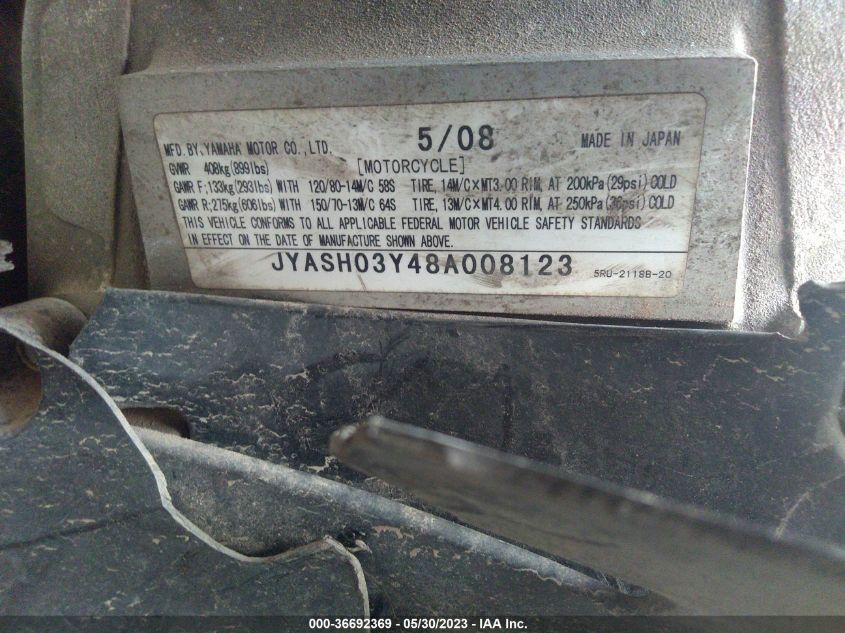 MFD. BY. YAMAHA MOTOR CO., LTD. 5/08 MADE IN JAPAN
GVWR 408kg(899lbs) [MOTORCYCLE]
GAWR F;133kg(293lbs) WITH 120/80-14M/C 58S TIRE, 14M/C×MT3.00 RIM, AT 200kPa(29psi)COLD
GAWR R;275kg(606lbs) WITH 150/70-13M/C 64S TIRE, 13M/C×MT4.00 RIM, AT 250kPa(36psi)COLD
THIS VEHICLE CONFORMS TO ALL APPLICABLE FEDERAL MOTOR VEHICLE SAFETY STANDARDS
IN EFFECT ON THE DATE OF MANUFACTURE SHOWN ABOVE.
JYASH03Y48A008123 5RU-2118B-20
000-36692369 - 05/30/2023 - IAA Inc.